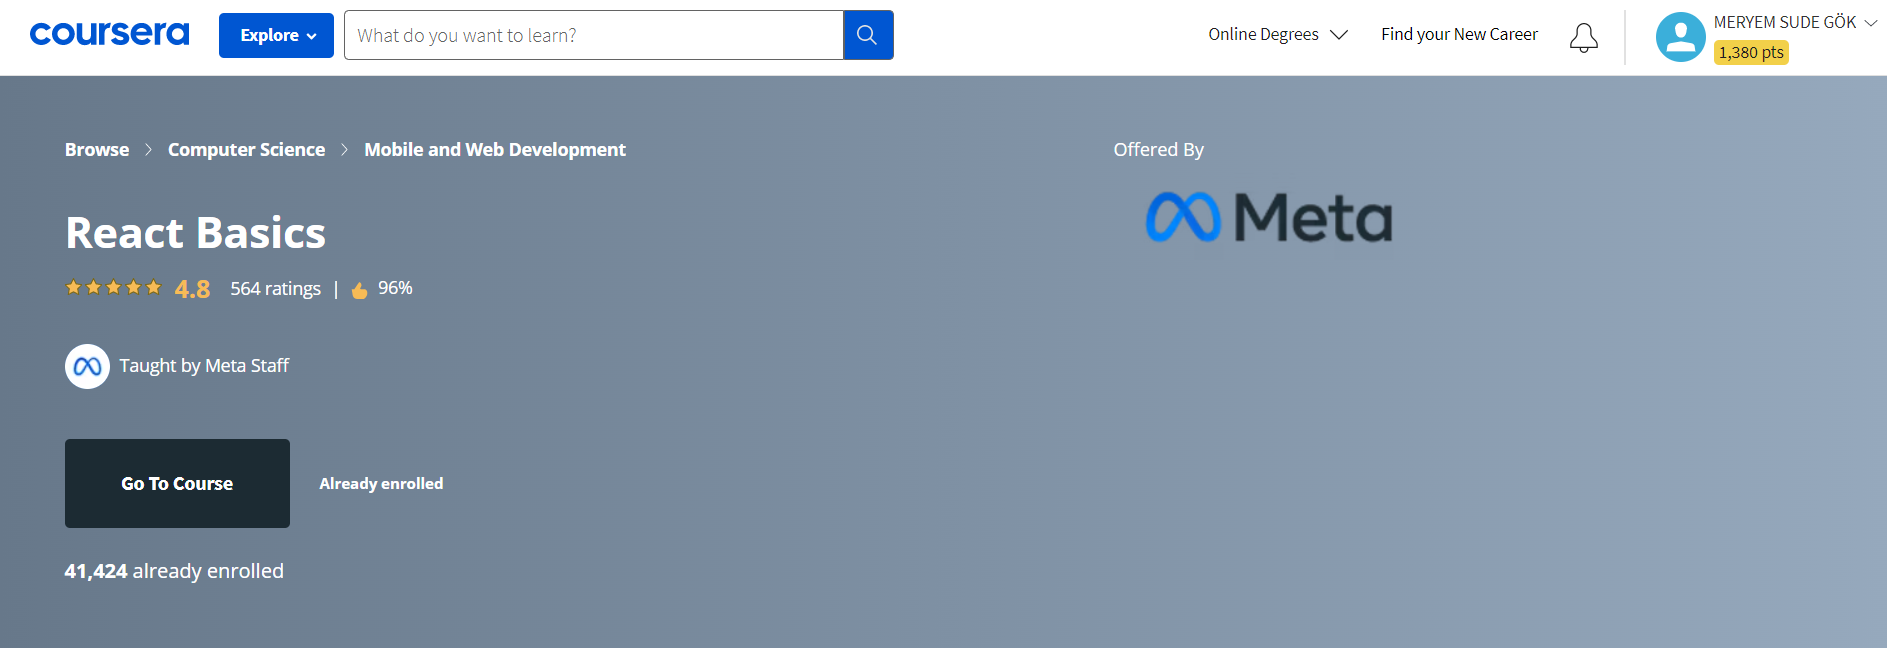 coursera
Explore
What do you want to learn?
Online Degrees
Find your New Career
MERYEM SUDE GÖK
1,380 pts
Browse > Computer Science > Mobile and Web Development
React Basics
4.8 564 ratings | 96%
Taught by Meta Staff
Go To Course
Already enrolled
41,424 already enrolled
Offered By
Meta